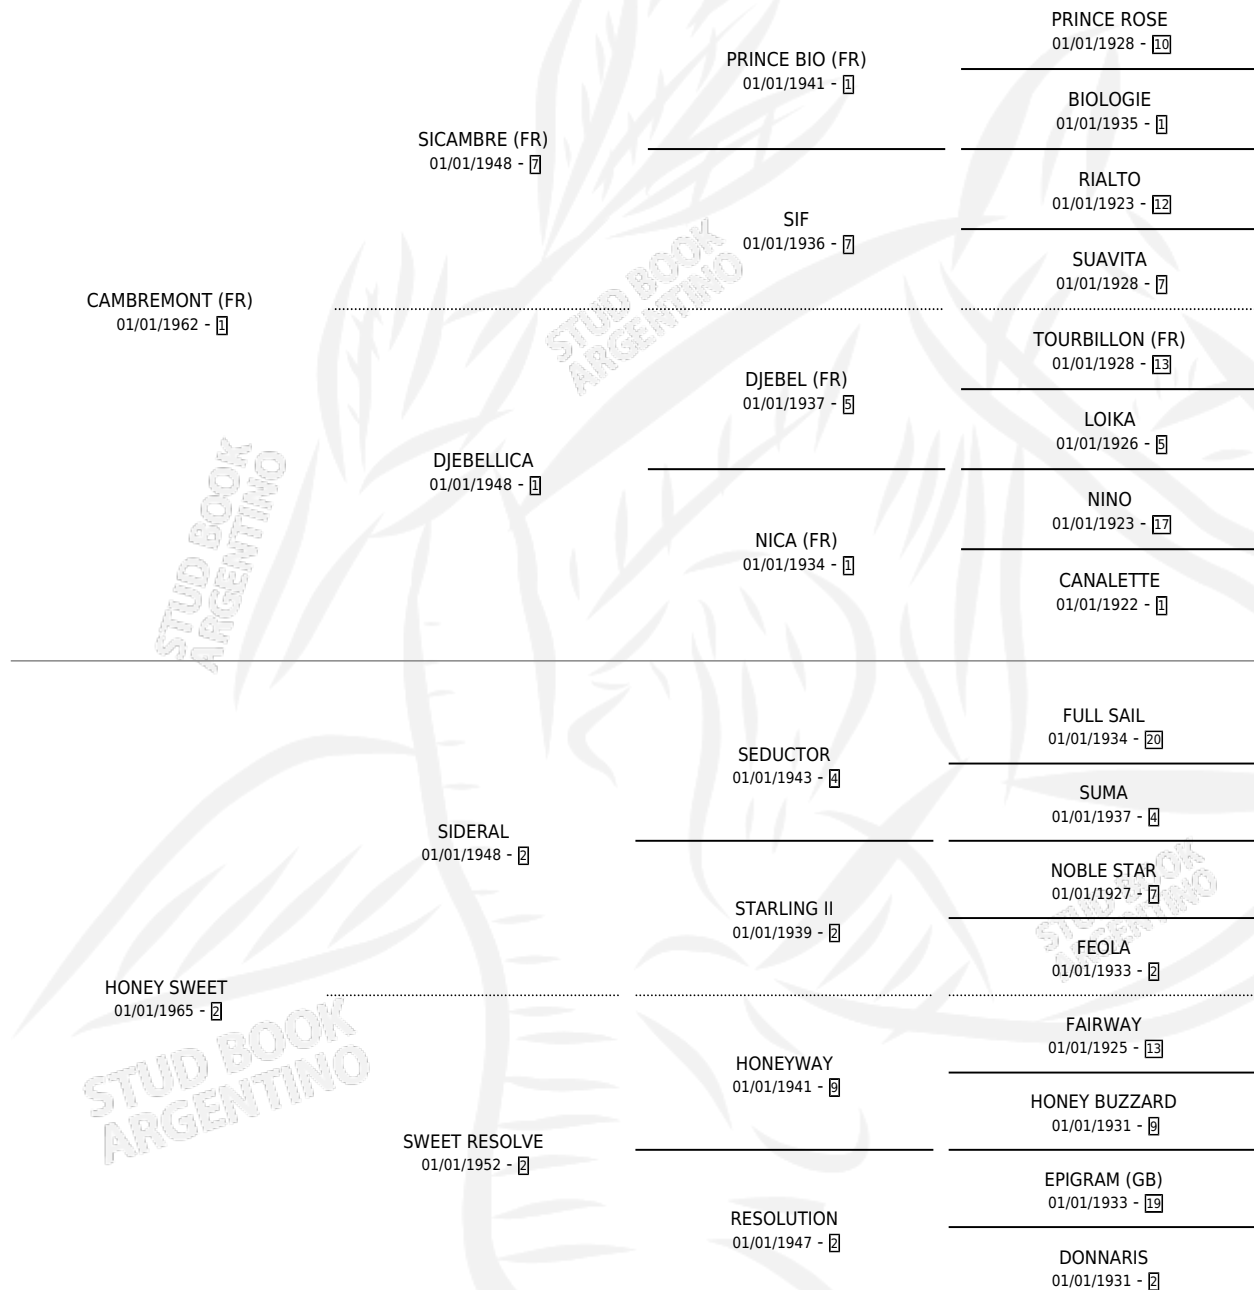 PRINCE ROSE
01/01/1928 - 10
PRINCE BIO (FR)
01/01/1941 - 1
BIOLOGIE
01/01/1935 - 1
SICAMBRE (FR)
01/01/1948 - 7
RIALTO
01/01/1923 - 12
SIF
01/01/1936 - 7
SUAVITA
01/01/1928 - 7
CAMBREMONT (FR)
01/01/1962 - 1
STUD BOOK
ARGENTINO
TOURBILLON (FR)
01/01/1928 - 13
DJEBEL (FR)
01/01/1937 - 5
LOIKA
01/01/1926 - 5
DJEBELLICA
01/01/1948 - 1
NINO
01/01/1923 - 17
NICA (FR)
01/01/1934 - 1
CANALETTE
01/01/1922 - 1
STUD BOOK
ARGENTINO
FULL SAIL
01/01/1934 - 20
SEDUCTOR
01/01/1943 - 4
SUMA
01/01/1937 - 4
SIDERAL
01/01/1948 - 2
NOBLE STAR
01/01/1927 - 7
STARLING II
01/01/1939 - 2
STUD BOOK
ARGENTINO
FEOLA
01/01/1933 - 2
HONEY SWEET
01/01/1965 - 2
STUD BOOK
ARGENTINO
FAIRWAY
01/01/1925 - 13
HONEYWAY
01/01/1941 - 9
HONEY BUZZARD
01/01/1931 - 9
SWEET RESOLVE
01/01/1952 - 2
EPIGRAM (GB)
01/01/1933 - 19
RESOLUTION
01/01/1947 - 2
DONNARIS
01/01/1931 - 2